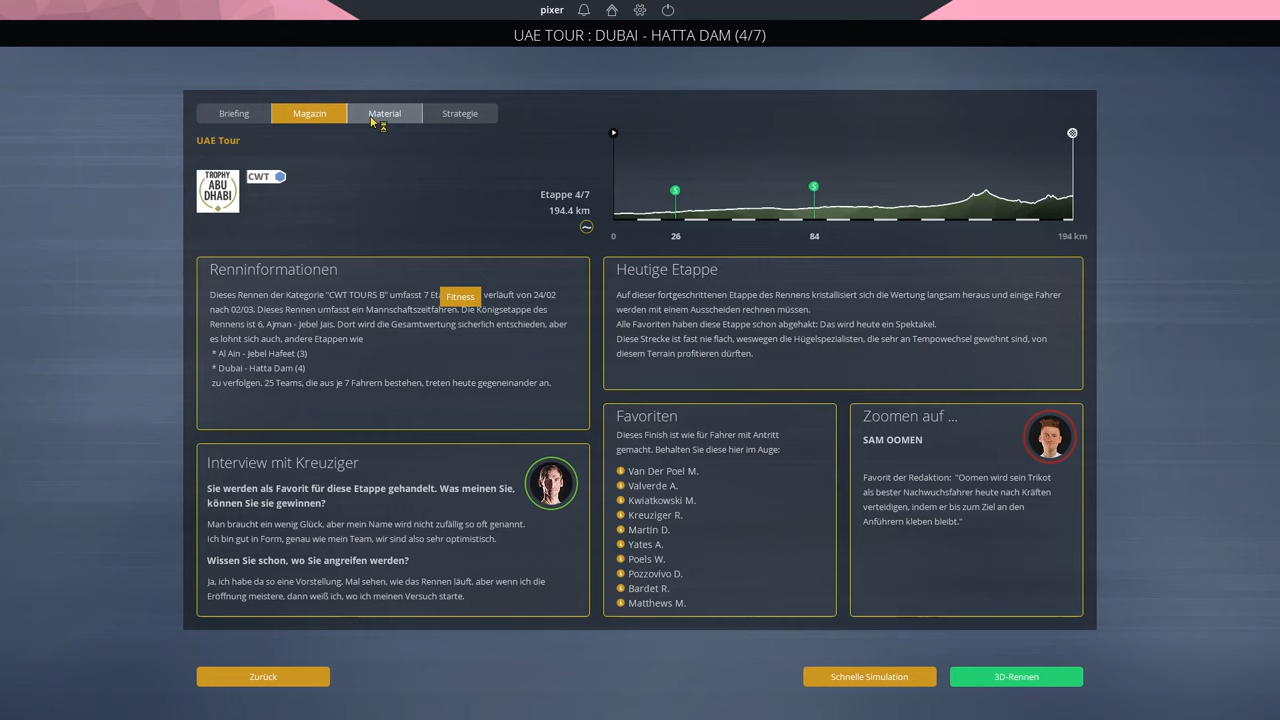 pixer
UAE TOUR : DUBAI - HATTA DAM (4/7)
Briefing
Magazin
Material
Strategie
UAE Tour
TROPHY
ABU
DHABI
CWT
Etappe 4/7
194.4 km
S
S
0
26
84
194 km
Renninformationen
Dieses Rennen der Kategorie "CWT TOURS B" umfasst 7 Et
Fitness
verläuft von 24/02
nach 02/03. Dieses Rennen umfasst ein Mannschaftszeitfahren. Die Königsetappe des
Rennens ist 6, Ajman - Jebel Jais. Dort wird die Gesamtwertung sicherlich entschieden, aber
es lohnt sich auch, andere Etappen wie
* Al Ain - Jebel Hafeet (3)
* Dubai - Hatta Dam (4)
zu verfolgen. 25 Teams, die aus je 7 Fahrern bestehen, treten heute gegeneinander an.
Heutige Etappe
Auf dieser fortgeschrittenen Etappe des Rennens kristallisiert sich die Wertung langsam heraus und einige Fahrer
werden mit einem Ausscheiden rechnen müssen.
Alle Favoriten haben diese Etappe schon abgehakt: Das wird heute ein Spektakel.
Diese Strecke ist fast nie flach, weswegen die Hügelspezialisten, die sehr an Tempowechsel gewöhnt sind, von
diesem Terrain profitieren dürften.
Interview mit Kreuziger
Sie werden als Favorit für diese Etappe gehandelt. Was meinen Sie,
können Sie sie gewinnen?
Man braucht ein wenig Glück, aber mein Name wird nicht zufällig so oft genannt.
Ich bin gut in Form, genau wie mein Team, wir sind also sehr optimistisch.
Wissen Sie schon, wo Sie angreifen werden?
Ja, ich habe da so eine Vorstellung. Mal sehen, wie das Rennen läuft, aber wenn ich die
Eröffnung meistere, dann weiß ich, wo ich meinen Versuch starte.
Favoriten
Dieses Finish ist wie für Fahrer mit Antritt
gemacht. Behalten Sie diese hier im Auge:
Van Der Poel M.
Valverde A.
Kwiatkowski M.
Kreuziger R.
Martin D.
Yates A.
Poels W.
Pozzovivo D.
Bardet R.
Matthews M.
Zoomen auf ...
SAM OOMEN
Favorit der Redaktion: "Oomen wird sein Trikot
als bester Nachwuchsfahrer heute nach Kräften
verteidigen, indem er bis zum Ziel an den
Anführern kleben bleibt."
Zurück
Schnelle Simulation
3D-Rennen